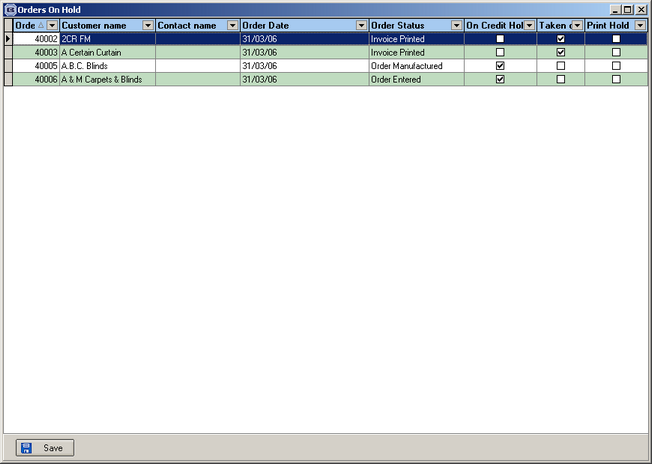 Orders On Hold
Orde Customer name Contact name Order Date Order Status On Credit Hol Taken Print Hold
40002 2CR FM 31/03/06 Invoice Printed
40003 A Certain Curtain 31/03/06 Invoice Printed
40005 A.B.C. Blinds 31/03/06 Order Manufactured
40006 A & M Carpets & Blinds 31/03/06 Order Entered
Save